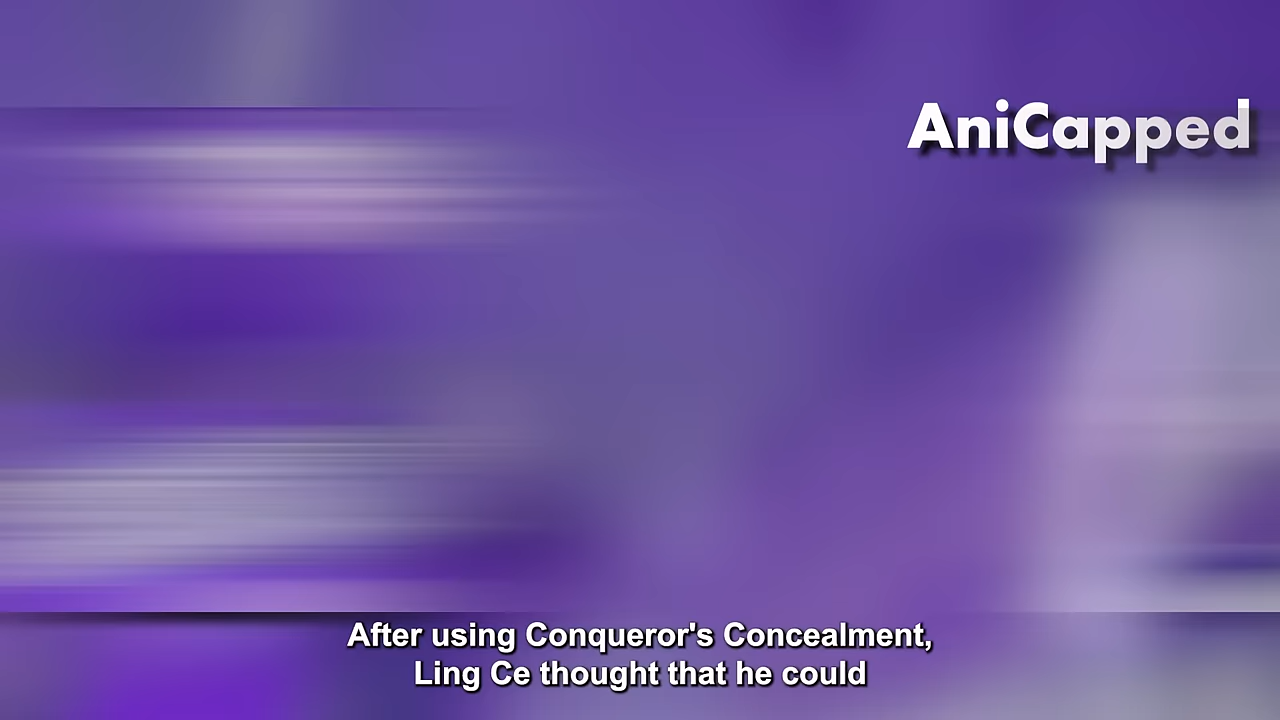 AniCapped
After using Conqueror's Concealment,
Ling Ce thought that he could